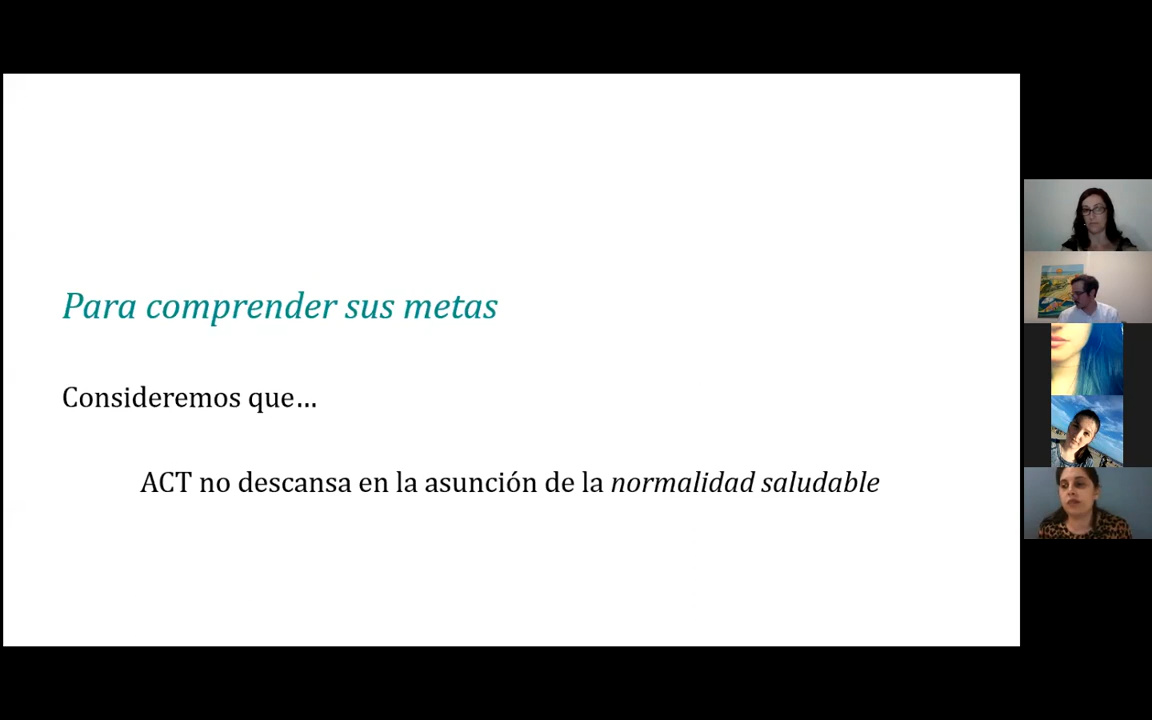 Para comprender sus metas
Consideremos que…
ACT no descansa en la asunción de la normalidad saludable